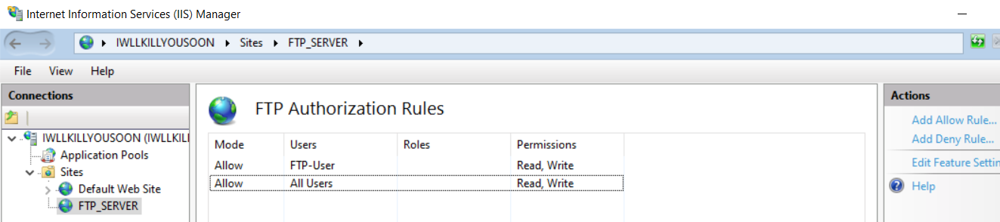 Internet Information Services (IIS) Manager
IWLLKILLYOUSOON Sites FTP_SERVER
File View Help
Connections
IWLLKILLYOUSOON (IWLLKIL
Application Pools
Sites
Default Web Site
FTP_SERVER
FTP Authorization Rules
Mode Users Roles Permissions
Allow FTP-User Read, Write
Allow All Users Read, Write
Actions
Add Allow Rule...
Add Deny Rule...
Edit Feature Settin
Help